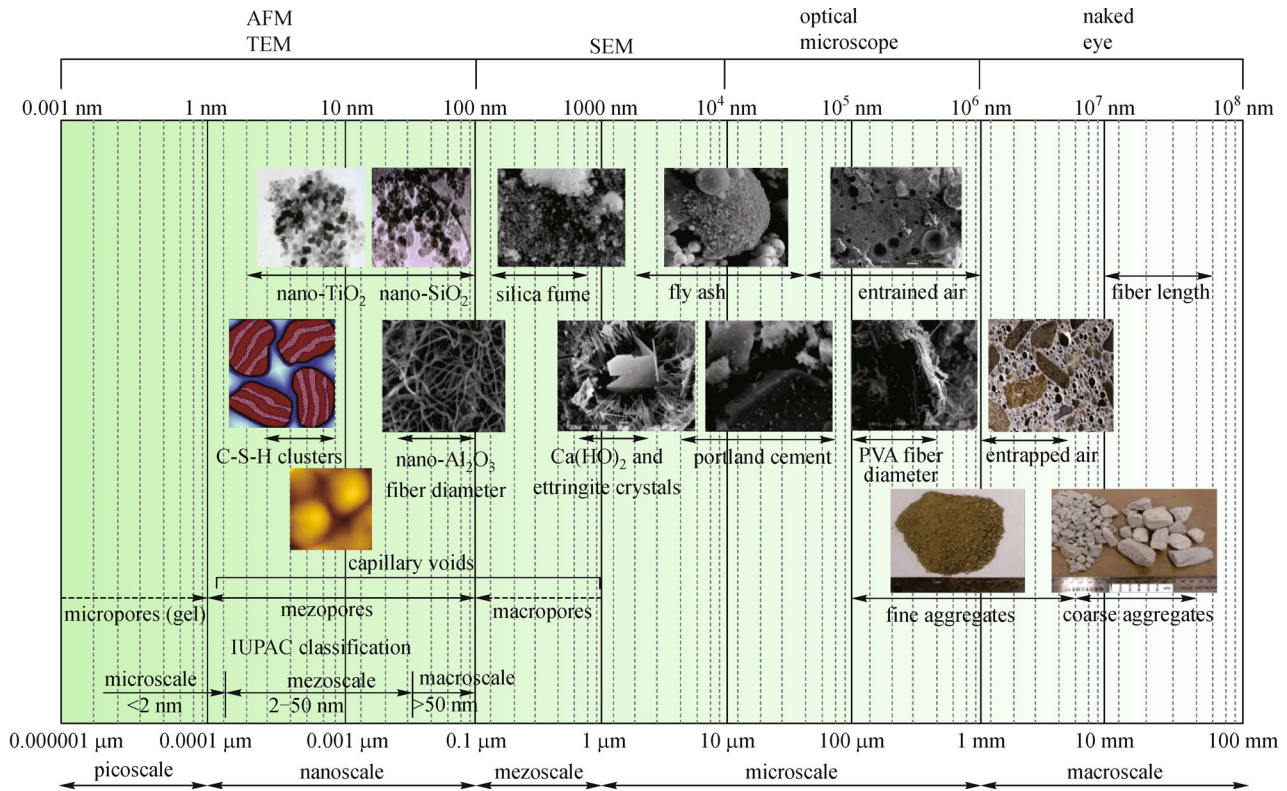 AFM
TEM
SEM
optical
microscope
naked
eye
0.001 nm 1 nm 10 nm 100 nm 1000 nm 10⁴ nm 10⁵ nm 10⁶ nm 10⁷ nm 10⁸ nm
nano-TiO₂ nano-SiO₂ silica fume fly ash entrained air fiber length
C-S-H clusters nano-Al₂O₃ Ca(HO)₂ and portland cement PVA fiber entrapped air
fiber diameter ettringite crystals diameter
capillary voids
micropores (gel) mezopores macropores fine aggregates coarse aggregates
IUPAC classification
microscale mezoscale macroscale
<2 nm 2−50 nm >50 nm
0.000001 μm 0.0001 μm 0.001 μm 0.1 μm 1 μm 10 μm 100 μm 1 mm 10 mm 100 mm
picoscale nanoscale mezoscale microscale macroscale